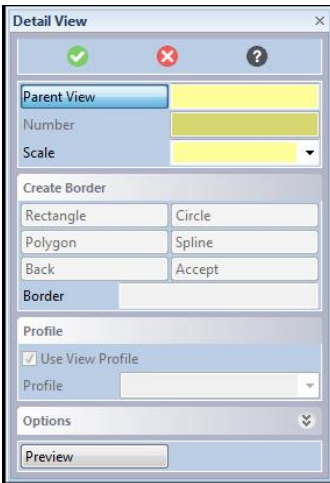 Detail View
Parent View
Number
Scale
Create Border
Rectangle Circle
Polygon Spline
Back Accept
Border
Profile
Use View Profile
Profile
Options
Preview